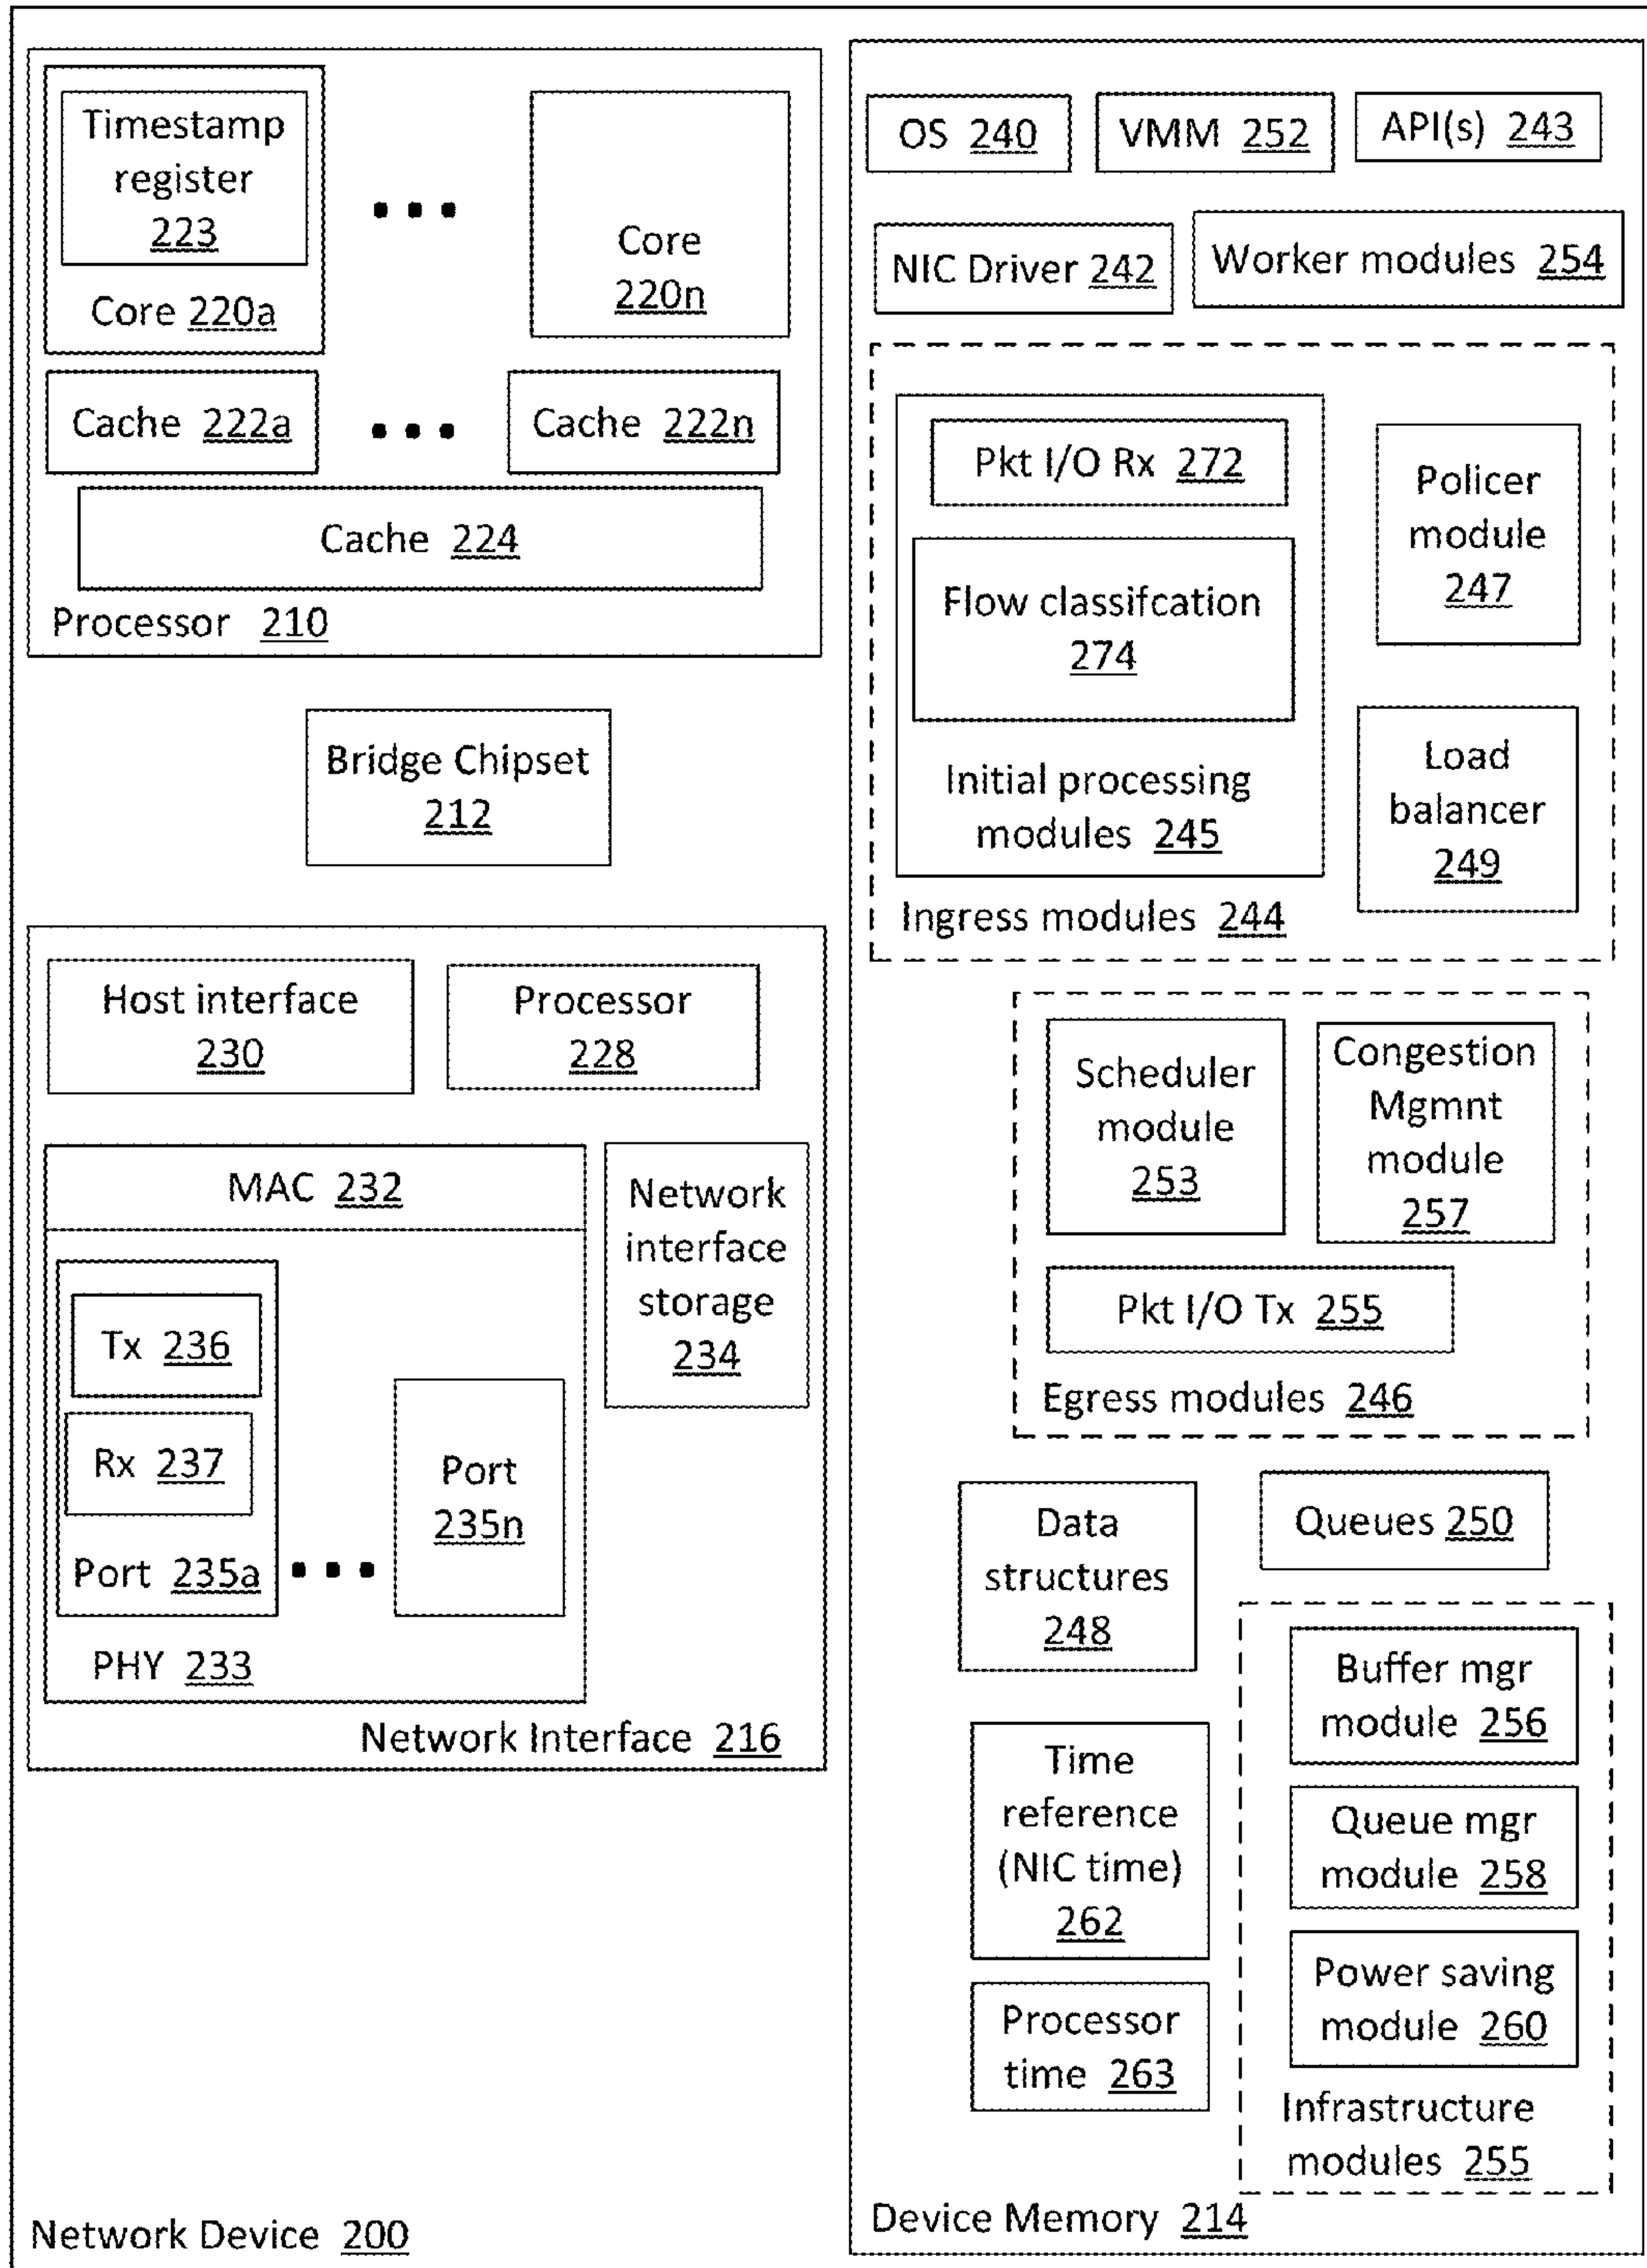 Timestamp
register
223
Core 220a
Core
220n
Cache 222a
Cache 222n
Cache 224
Processor 210
Bridge Chipset
212
Host interface
230
Processor
228
MAC 232
Network
interface
storage
234
Tx 236
Rx 237
Port 235a
Port
235n
PHY 233
Network Interface 216
Network Device 200
OS 240
VMM 252
API(s) 243
NIC Driver 242
Worker modules 254
Pkt I/O Rx 272
Flow classifcation
274
Initial processing
modules 245
Policer
module
247
Load
balancer
249
Ingress modules 244
Scheduler
module
253
Congestion
Mgmnt
module
257
Pkt I/O Tx 255
Egress modules 246
Data
structures
248
Queues 250
Time
reference
(NIC time)
262
Processor
time 263
Buffer mgr
module 256
Queue mgr
module 258
Power saving
module 260
Infrastructure
modules 255
Device Memory 214